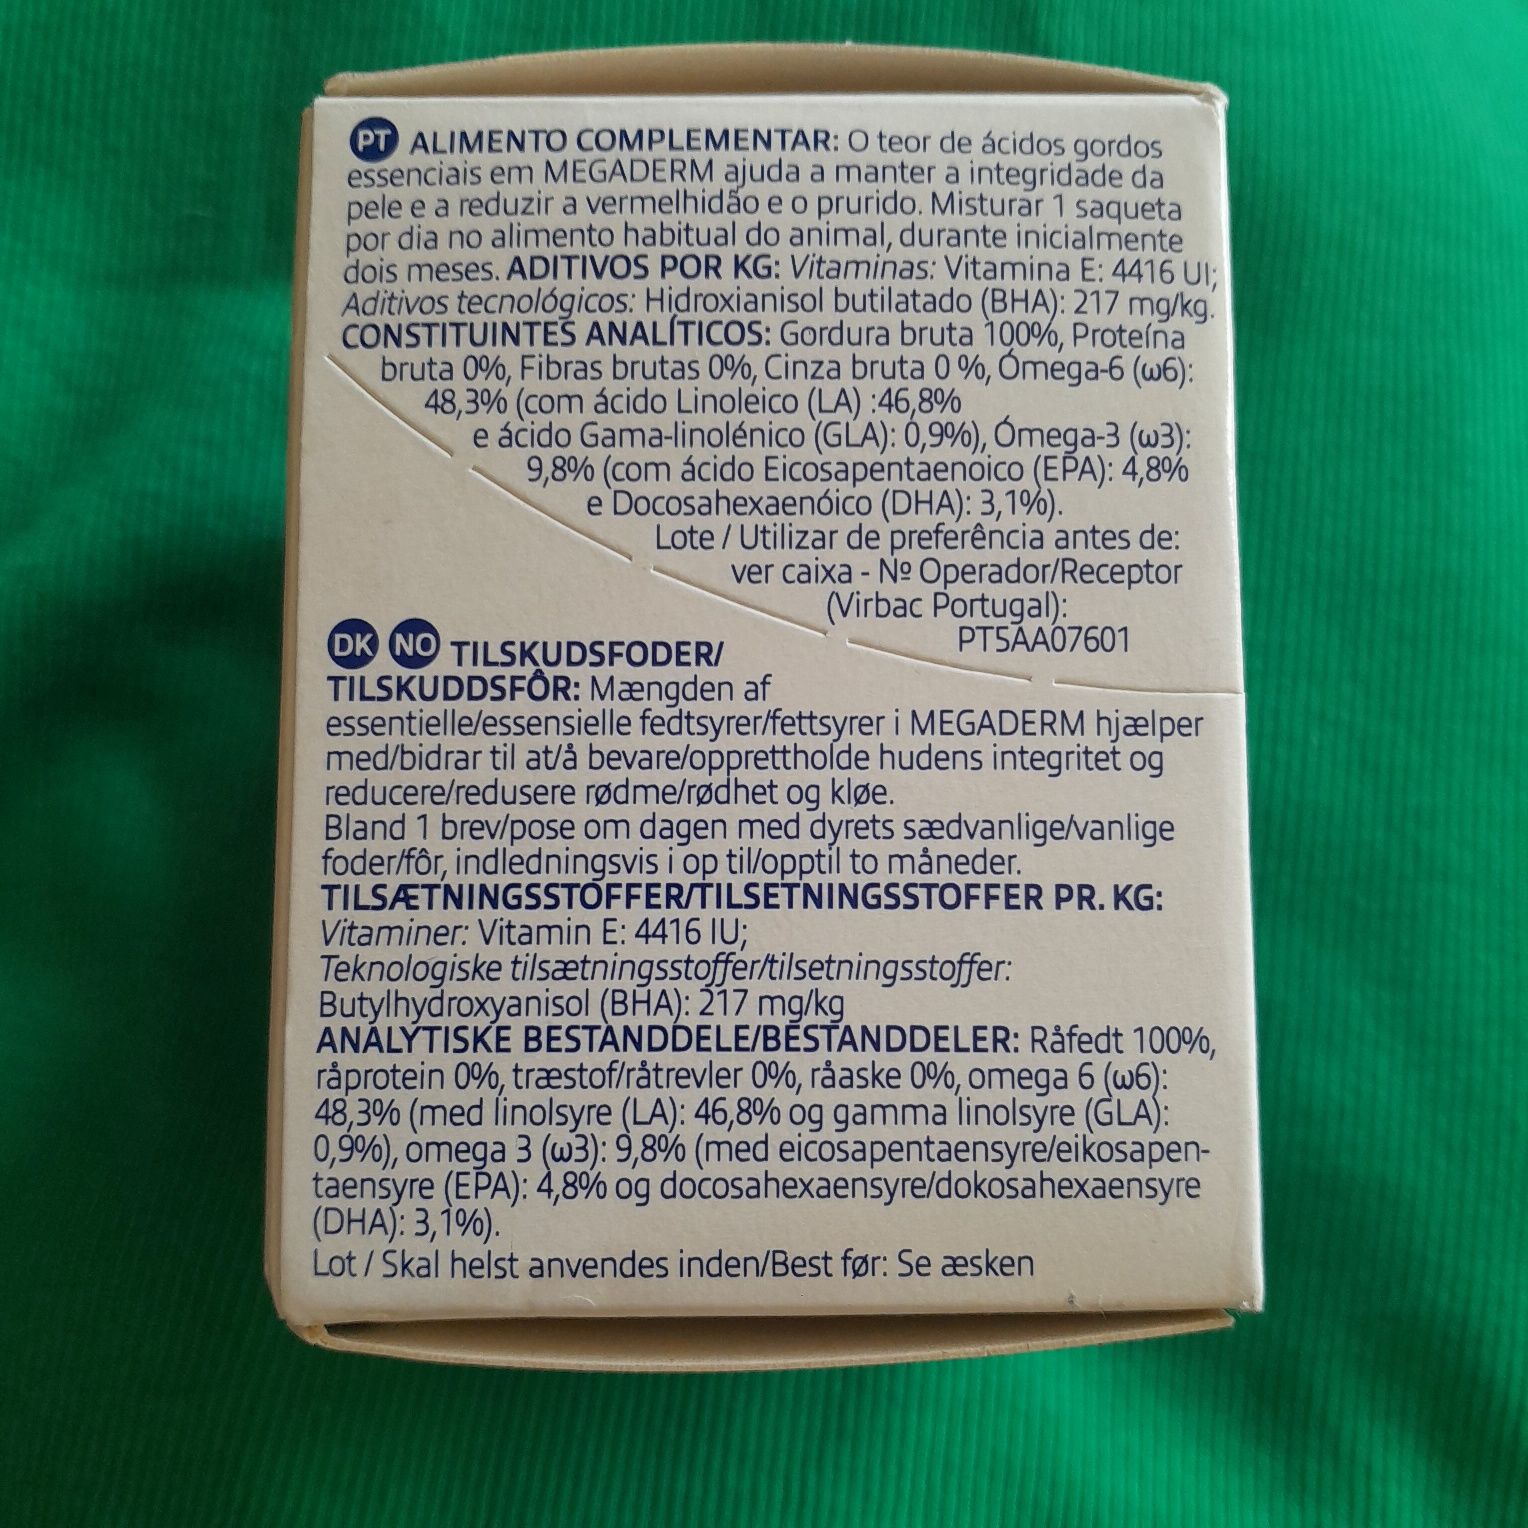 PT ALIMENTO COMPLEMENTAR: O teor de ácidos gordos
essenciais em MEGADERM ajuda a manter a integridade da
pele e a reduzir a vermelhidão e o prurido. Misturar 1 saqueta
por dia no alimento habitual do animal, durante inicialmente
dois meses. ADITIVOS POR KG: Vitaminas: Vitamina E: 4416 UI;
Aditivos tecnológicos: Hidroxianisol butilatado (BHA): 217 mg/kg.
CONSTITUINTES ANALÍTICOS: Gordura bruta 100%, Proteína
bruta 0%, Fibras brutas 0%, Cinza bruta 0 %, Ómega-6 (ω6):
48,3% (com ácido Linoleico (LA) :46,8%
e ácido Gama-linolénico (GLA): 0,9%), Ómega-3 (ω3):
9,8% (com ácido Eicosapentaenoico (EPA): 4,8%
e Docosahexaenóico (DHA): 3,1%).
Lote / Utilizar de preferência antes de:
ver caixa - Nº Operador/Receptor
(Virbac Portugal):
PT5AA07601
DK NO TILSKUDSFODER/
TILSKUDDSFÔR: Mængden af
essentielle/essensielle fedtsyrer/fettsyrer i MEGADERM hjælper
med/bidrar til at/å bevare/opprettholde hudens integritet og
reducere/redusere rødme/rødhet og kløe.
Bland 1 brev/pose om dagen med dyrets sædvanlige/vanlige
foder/fôr, indledningsvis i op til/opptil to måneder.
TILSÆTNINGSSTOFFER/TILSETNINGSSTOFFER PR. KG:
Vitaminer: Vitamin E: 4416 IU;
Teknologiske tilsætningsstoffer/tilsetningsstoffer:
Butylhydroxyanisol (BHA): 217 mg/kg
ANALYTISKE BESTANDDELE/BESTANDDELER: Råfedt 100%,
råprotein 0%, træstof/råtrevler 0%, råaske 0%, omega 6 (ω6):
48,3% (med linolsyre (LA): 46,8% og gamma linolsyre (GLA):
0,9%), omega 3 (ω3): 9,8% (med eicosapentaensyre/eikosapen-
taensyre (EPA): 4,8% og docosahexaensyre/dokosahexaensyre
(DHA): 3,1%).
Lot / Skal helst anvendes inden/Best før: Se æsken